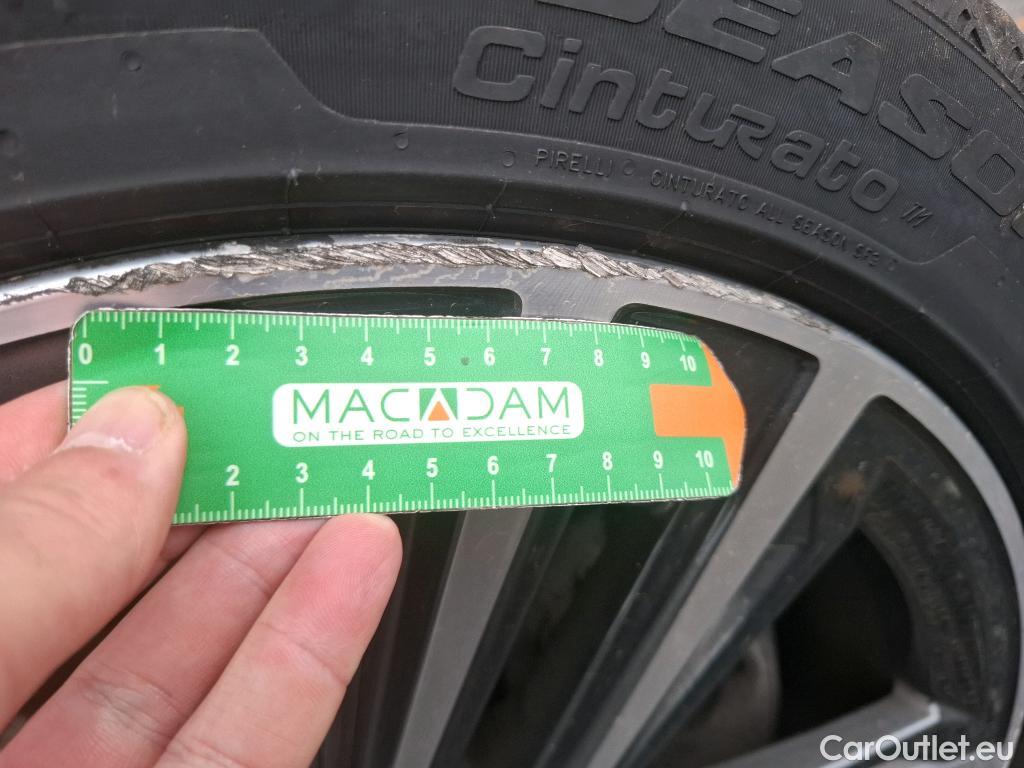 SEASO
Cinturato™
PIRELLI CINTURATO ALL SEASON SF3
0 1 2 3 4 5 6 7 8 9 10
MACADAM
ON THE ROAD TO EXCELLENCE
2 3 4 5 6 7 8 9 10
CarOutlet.eu